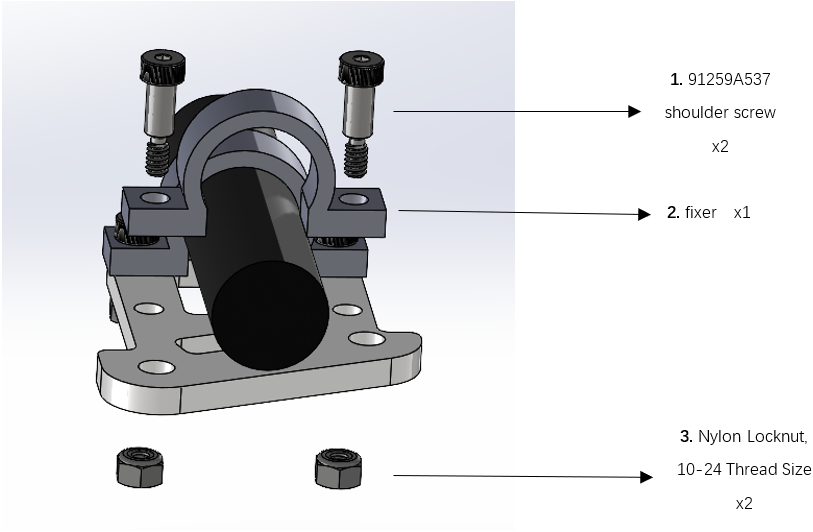 1. 91259A537
shoulder screw
x2
2. fixer x1
3. Nylon Locknut,
10-24 Thread Size
x2